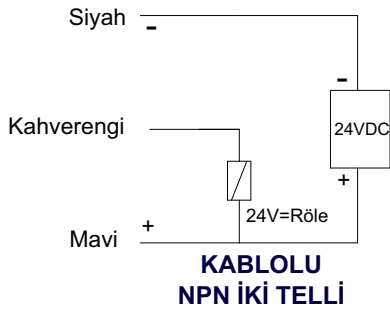 Siyah
-
-
Kahverengi
24VDC
+
24V=Röle
+
Mavi
KABLOLU
NPN İKİ TELLİ